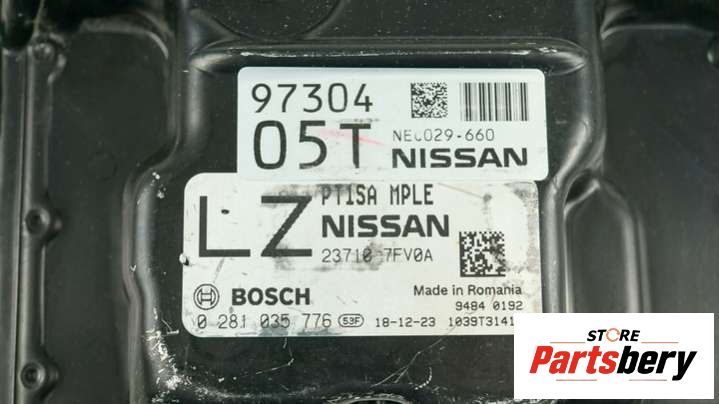 97304
05T
NEC029-660
NISSAN
LZ
PT1SA MPLE
NISSAN
23710 7FV0A
BOSCH
Made in Romania
9484 0192
0 281 035 776 53F 18-12-23 1039T3141
STORE
Partsbery